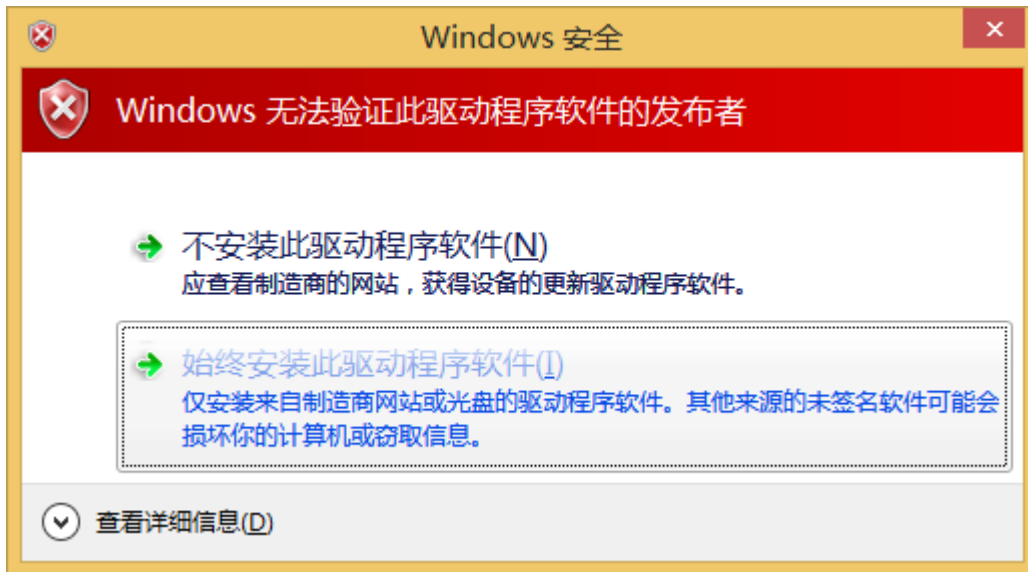 Windows 安全
Windows 无法验证此驱动程序软件的发布者
不安装此驱动程序软件(N)
应查看制造商的网站，获得设备的更新驱动程序软件。
始终安装此驱动程序软件(I)
仅安装来自制造商网站或光盘的驱动程序软件。其他来源的未签名软件可能会
损坏你的计算机或窃取信息。
查看详细信息(D)